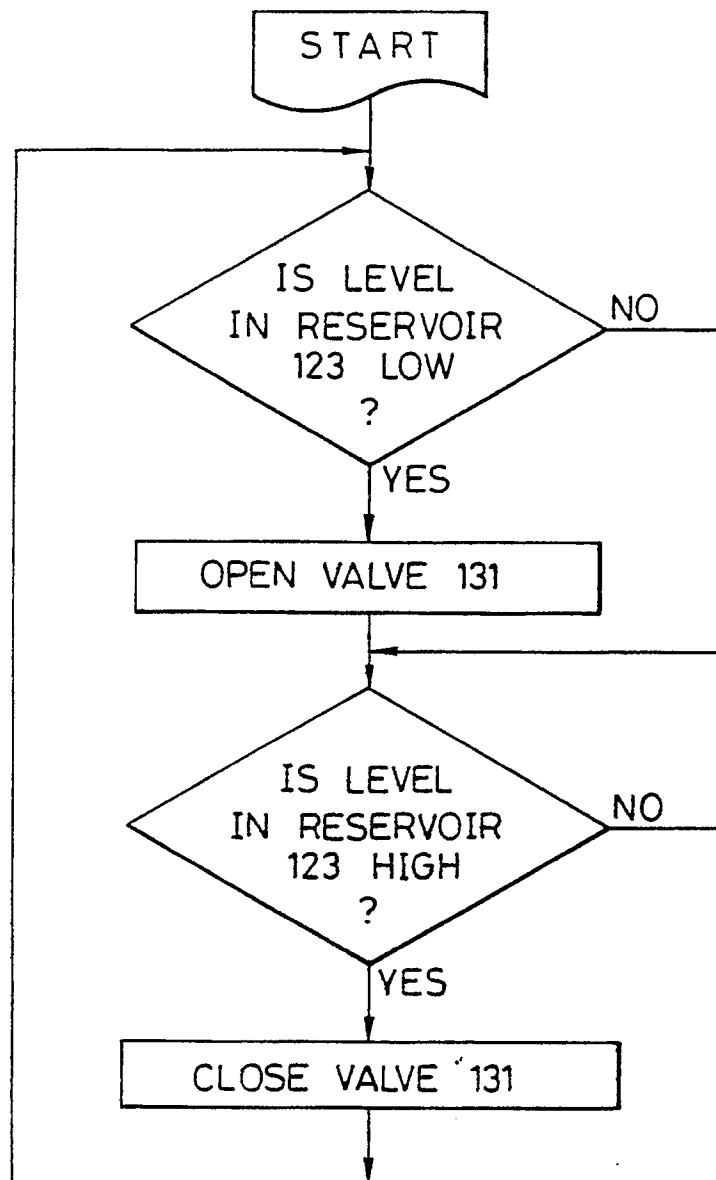 START
IS LEVEL
IN RESERVOIR
123 LOW
?
NO
YES
OPEN VALVE 131
IS LEVEL
IN RESERVOIR
123 HIGH
?
NO
YES
CLOSE VALVE 131